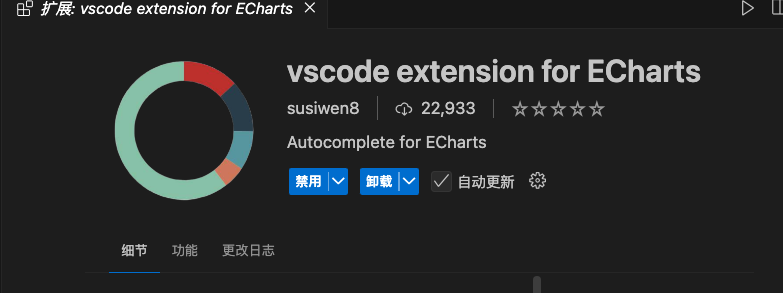 扩展: vscode extension for ECharts
vscode extension for ECharts
susiwen8 22,933
Autocomplete for ECharts
禁用 卸载 自动更新
细节 功能 更改日志